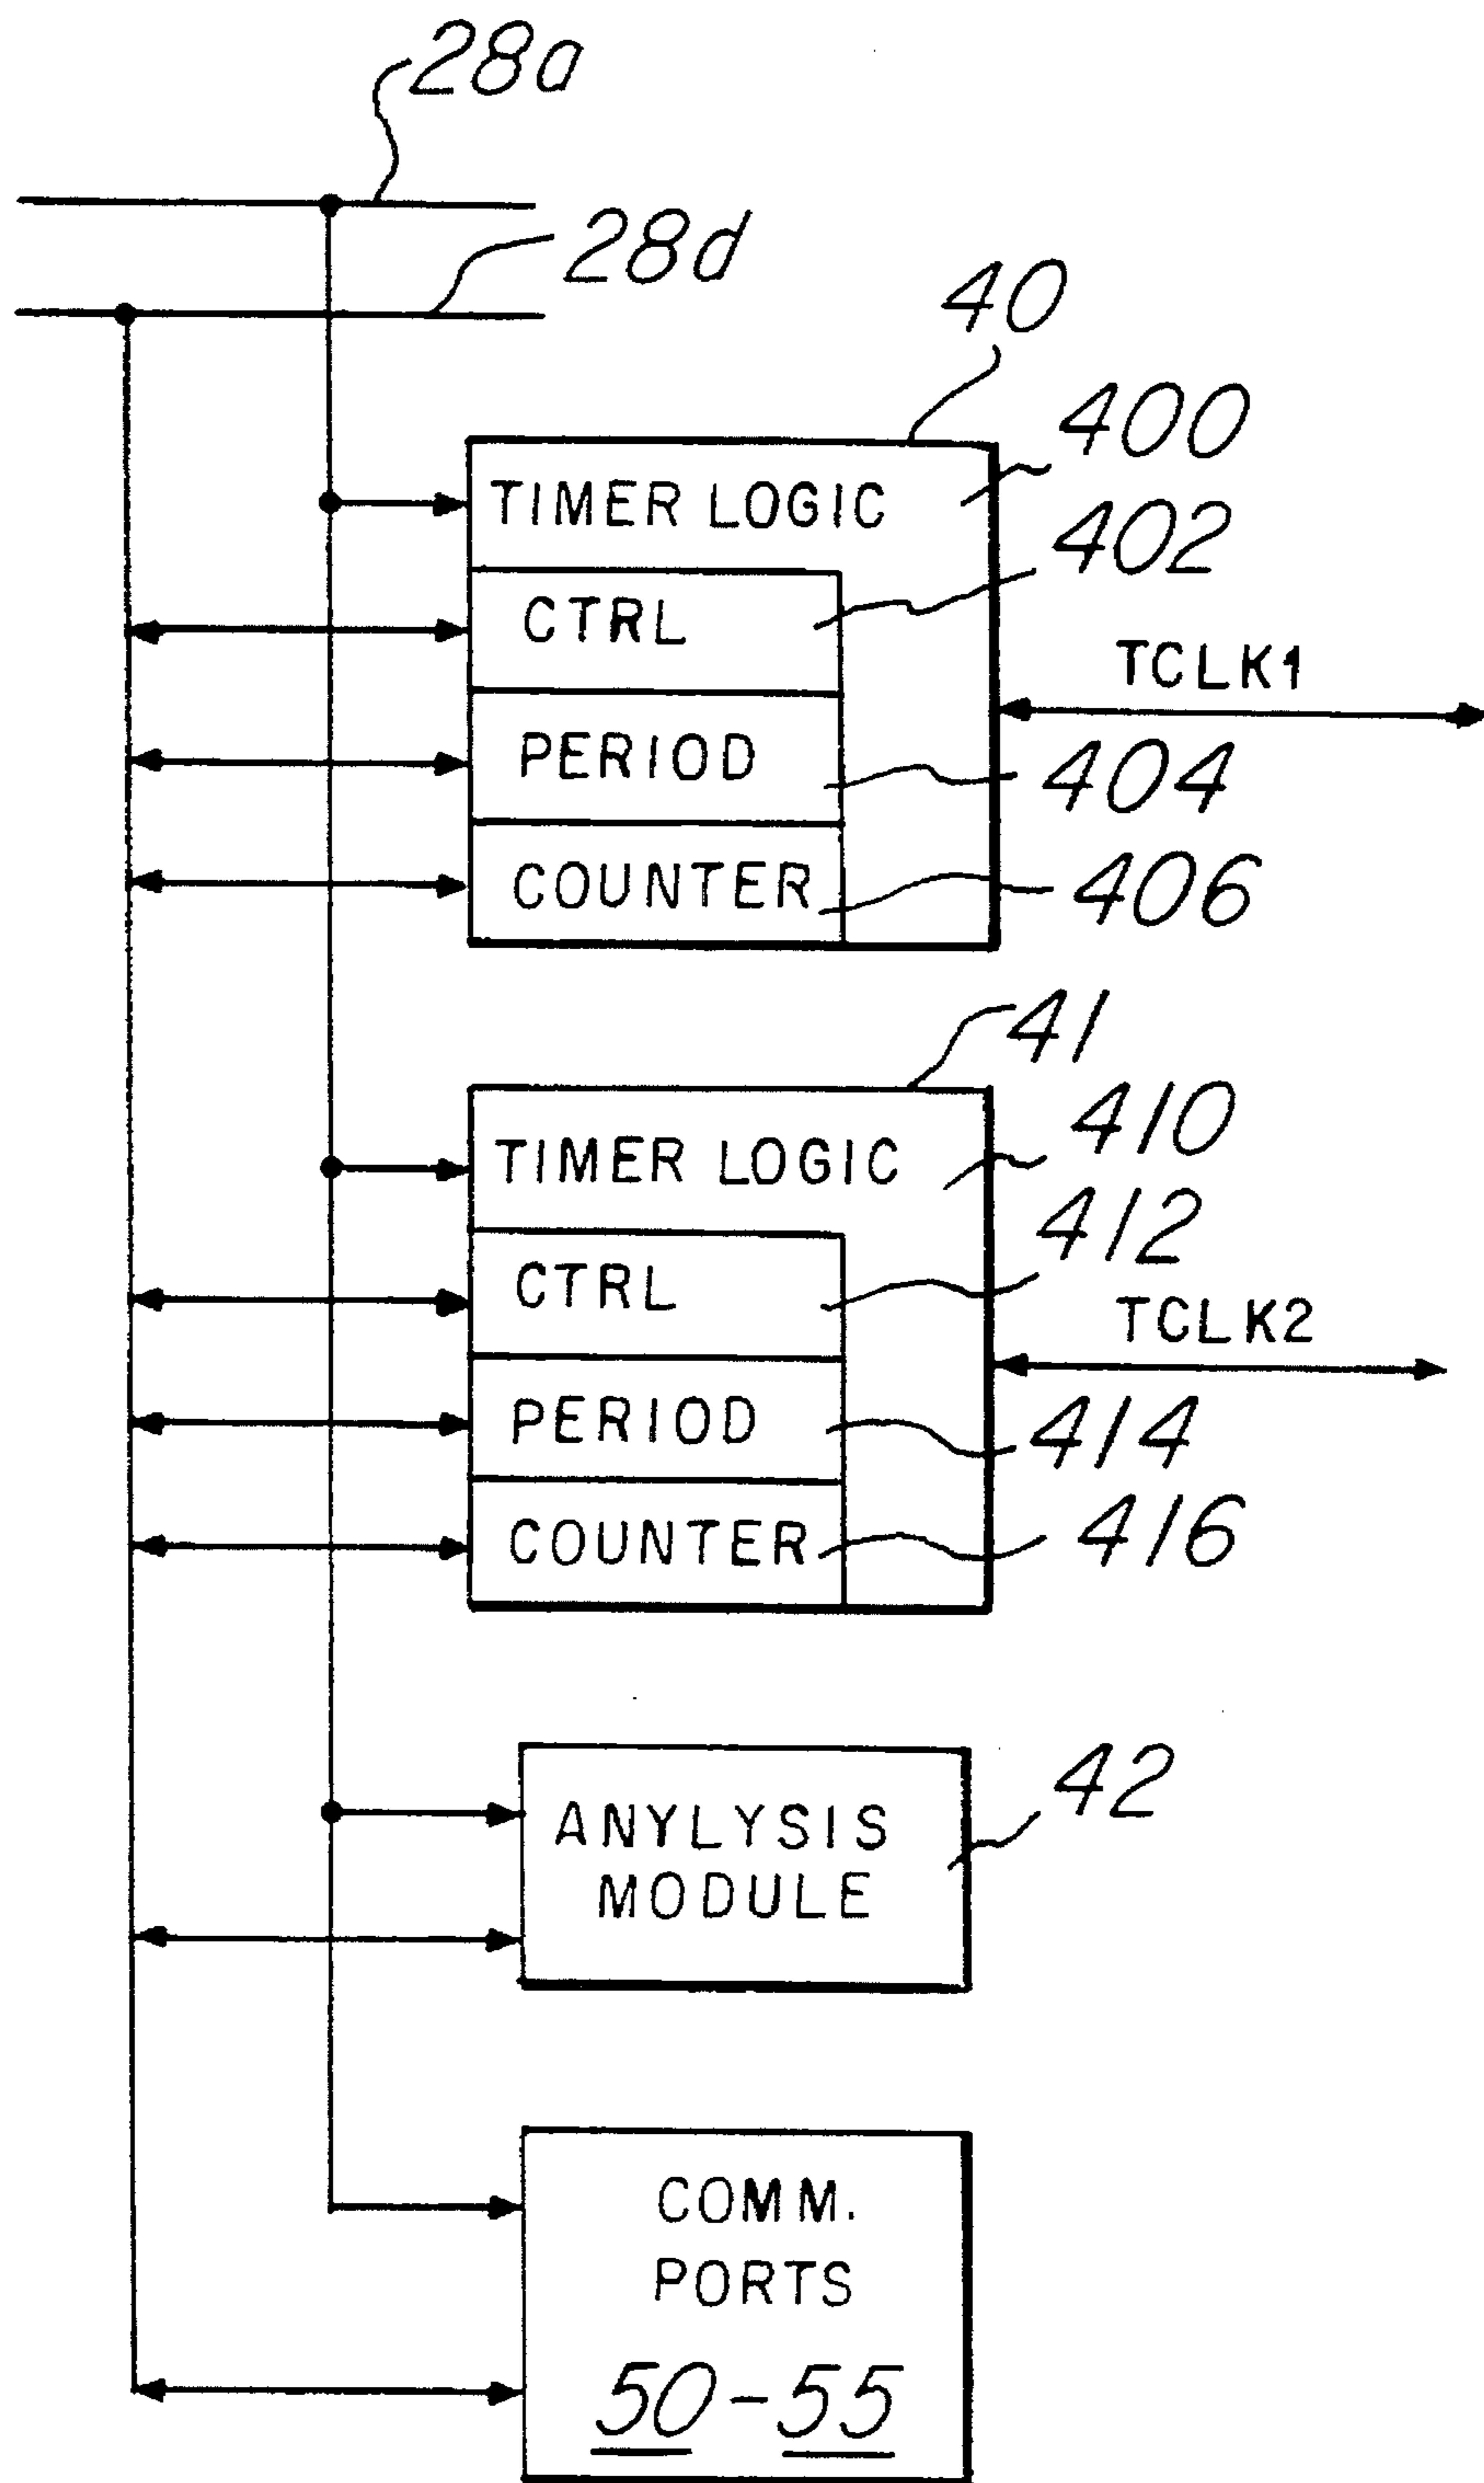 28a
28d
40
400
TIMER LOGIC
402
CTRL
TCLK1
PERIOD
404
COUNTER
406
41
410
TIMER LOGIC
412
CTRL
TCLK2
PERIOD
414
COUNTER
416
42
ANYLYSIS
MODULE
COMM.
PORTS
50-55